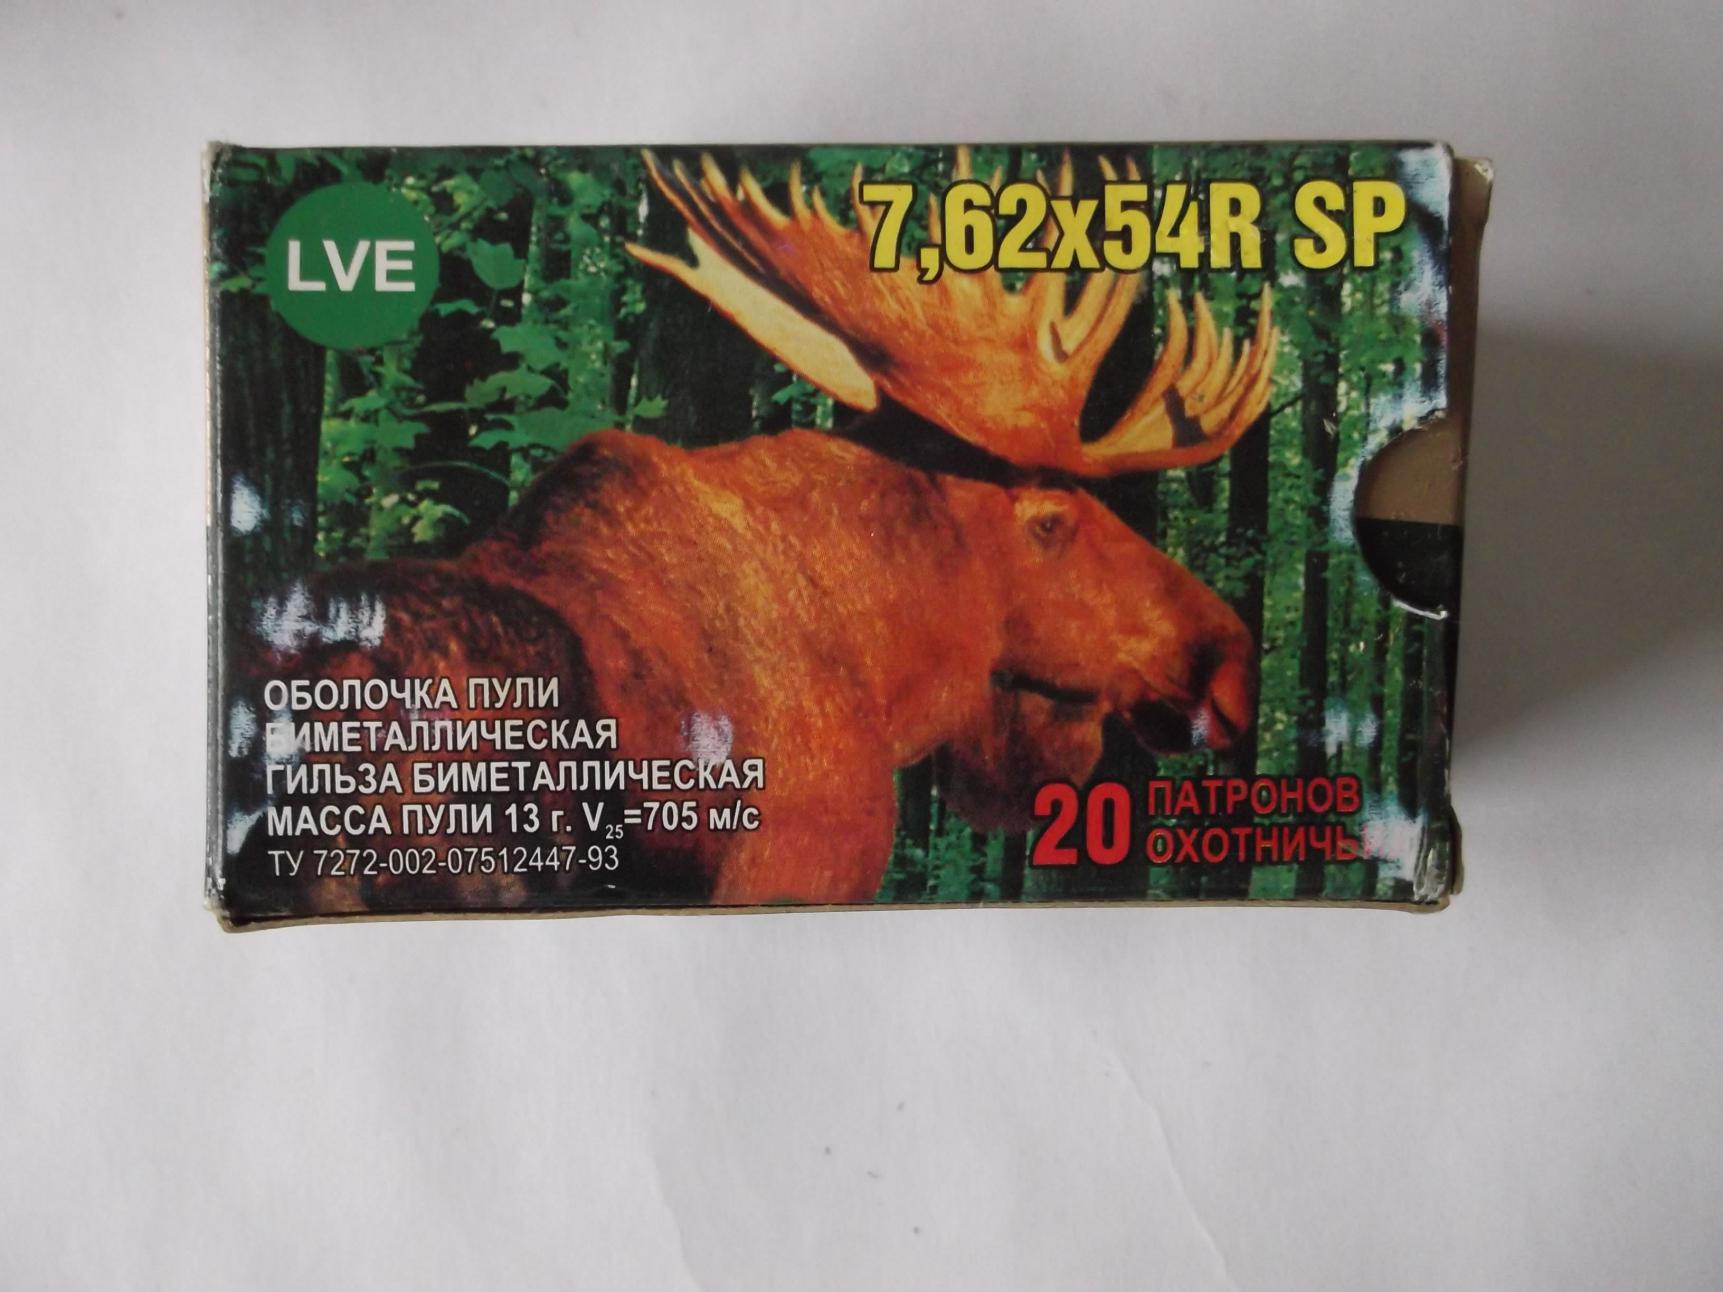 LVE
7,62x54R SP
ОБОЛОЧКА ПУЛИ
БИМЕТАЛЛИЧЕСКАЯ
ГИЛЬЗА БИМЕТАЛЛИЧЕСКАЯ
МАССА ПУЛИ 13 г. V25=705 м/с
ТУ 7272-002-07512447-93
20 ПАТРОНОВ
ОХОТНИЧЬИХ